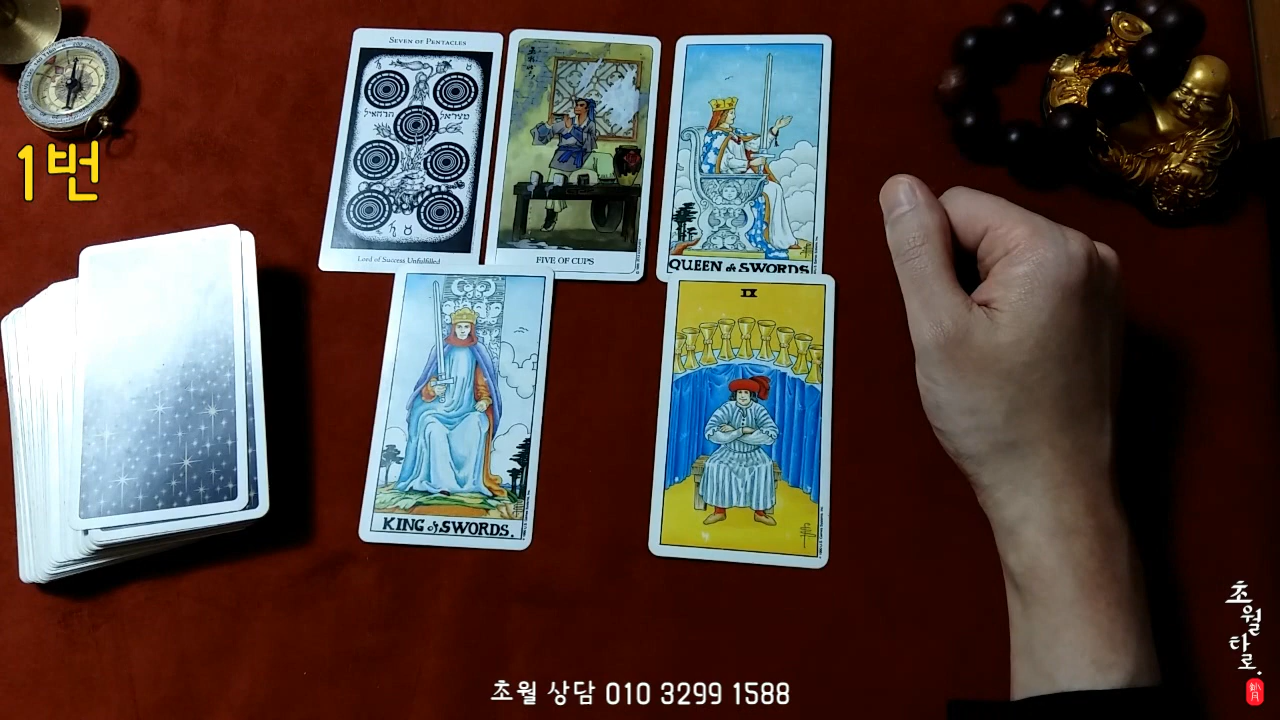 1번
SEVEN OF PENTACLES
Lord of Success Unfulfilled
FIVE OF CUPS
QUEEN of SWORDS
KING of SWORDS.
IX
초월 타로.
초월 상담 010 3299 1588